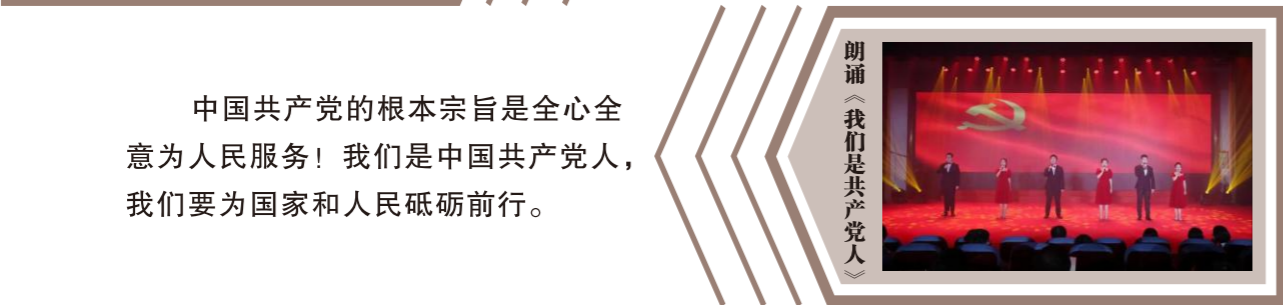 中国共产党的根本宗旨是全心全
意为人民服务！我们是中国共产党人，
我们要为国家和人民砥砺前行。
朗诵《我们是共产党人》